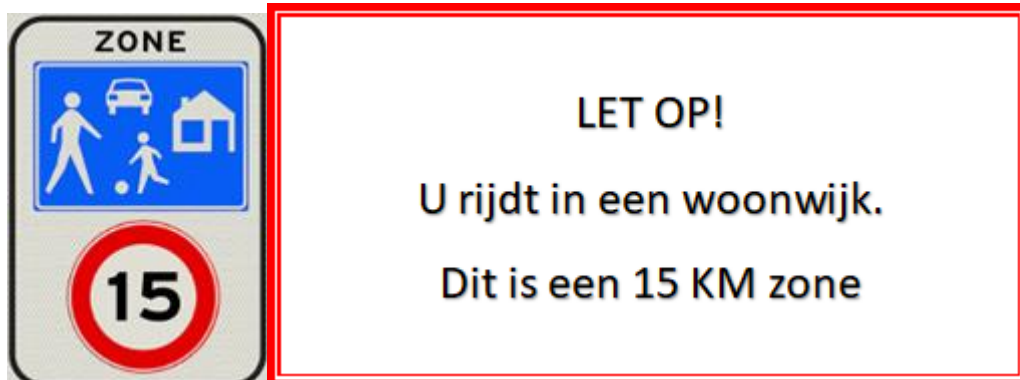 ZONE
15
LET OP!
U rijdt in een woonwijk.
Dit is een 15 KM zone